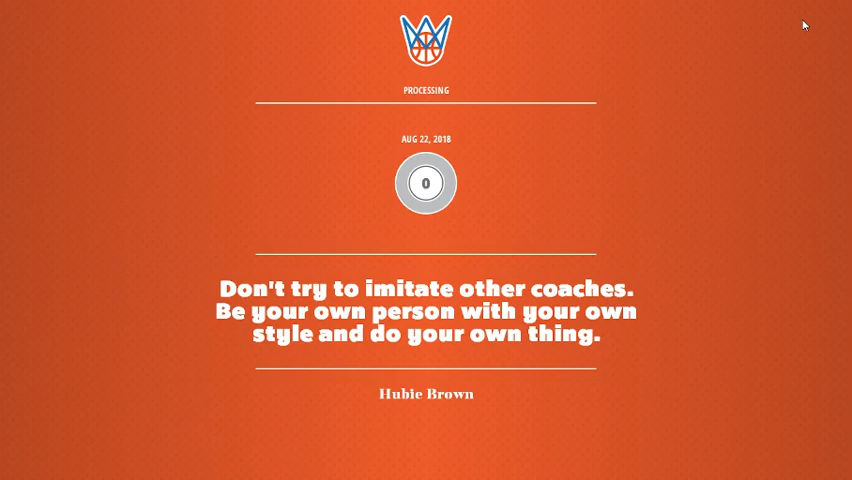 PROCESSING
AUG 22, 2018
0
Don't try to imitate other coaches.
Be your own person with your own
style and do your own thing.
Hubie Brown